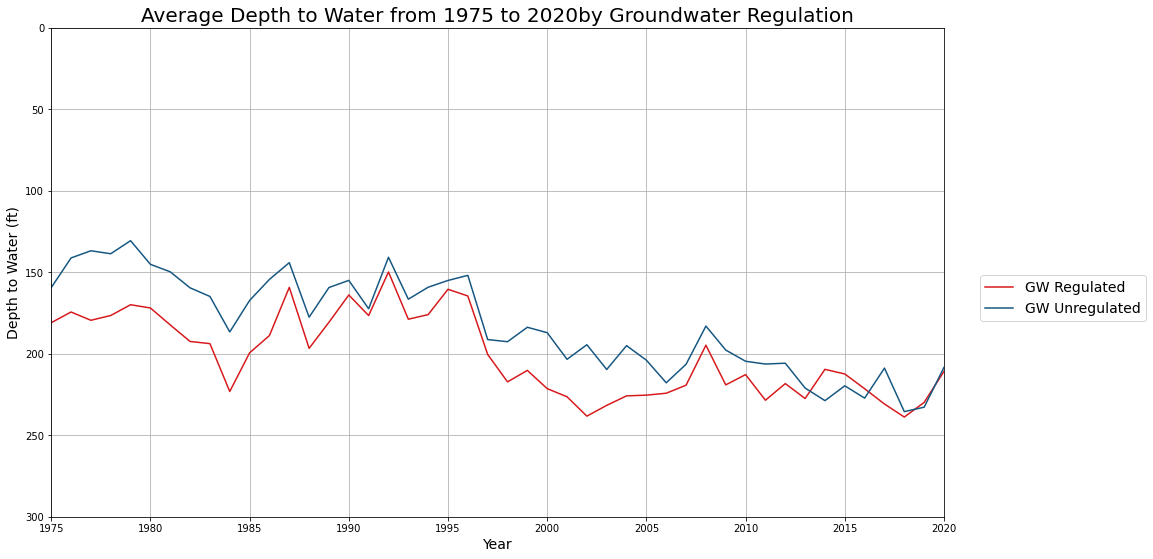 Average Depth to Water from 1975 to 2020by Groundwater Regulation
0
50
100
150
200
250
300
Depth to Water (ft)
1975 1980 1985 1990 1995 2000 2005 2010 2015 2020
Year
GW Regulated
GW Unregulated